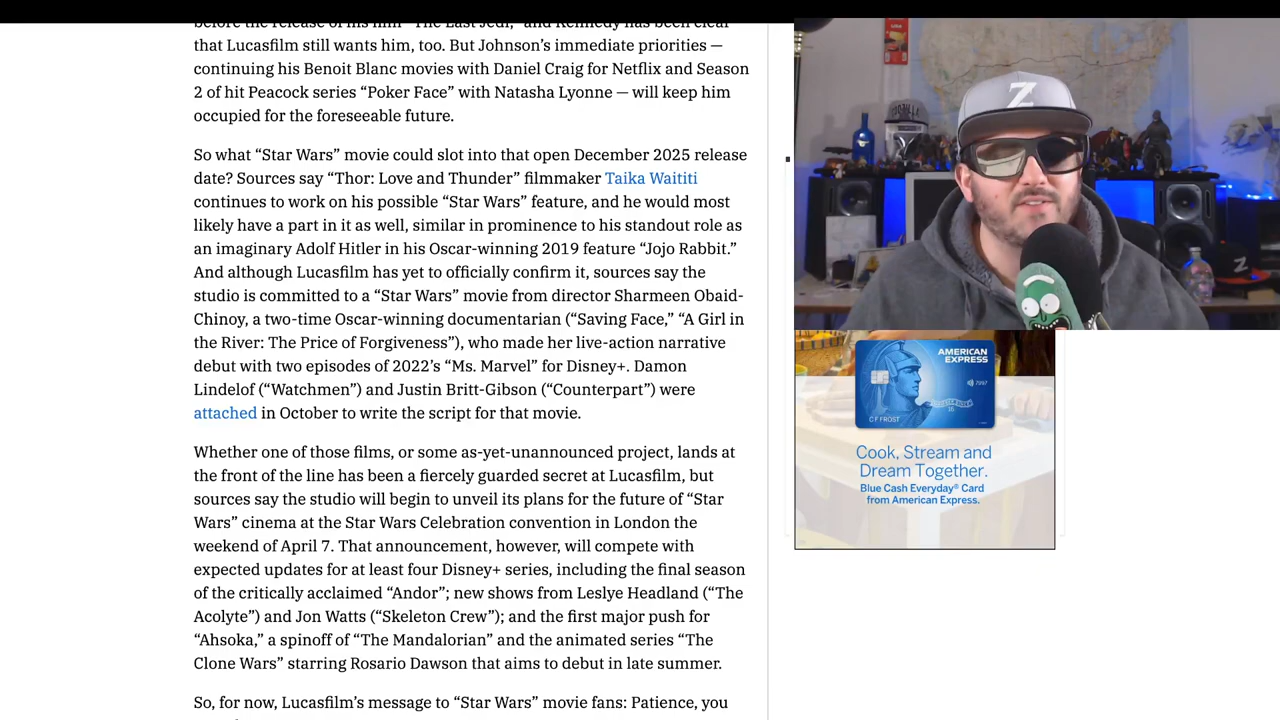 before the release of his film “The Last Jedi,” and Kennedy has been clear
that Lucasfilm still wants him, too. But Johnson’s immediate priorities —
continuing his Benoit Blanc movies with Daniel Craig for Netflix and Season
2 of hit Peacock series “Poker Face” with Natasha Lyonne — will keep him
occupied for the foreseeable future.
So what “Star Wars” movie could slot into that open December 2025 release
date? Sources say “Thor: Love and Thunder” filmmaker Taika Waititi
continues to work on his possible “Star Wars” feature, and he would most
likely have a part in it as well, similar in prominence to his standout role as
an imaginary Adolf Hitler in his Oscar-winning 2019 feature “Jojo Rabbit.”
And although Lucasfilm has yet to officially confirm it, sources say the
studio is committed to a “Star Wars” movie from director Sharmeen Obaid-
Chinoy, a two-time Oscar-winning documentarian (“Saving Face,” “A Girl in
the River: The Price of Forgiveness”), who made her live-action narrative
debut with two episodes of 2022’s “Ms. Marvel” for Disney+. Damon
Lindelof (“Watchmen”) and Justin Britt-Gibson (“Counterpart”) were
attached in October to write the script for that movie.
Whether one of those films, or some as-yet-unannounced project, lands at
the front of the line has been a fiercely guarded secret at Lucasfilm, but
sources say the studio will begin to unveil its plans for the future of “Star
Wars” cinema at the Star Wars Celebration convention in London the
weekend of April 7. That announcement, however, will compete with
expected updates for at least four Disney+ series, including the final season
of the critically acclaimed “Andor”; new shows from Leslye Headland (“The
Acolyte”) and Jon Watts (“Skeleton Crew”); and the first major push for
“Ahsoka,” a spinoff of “The Mandalorian” and the animated series “The
Clone Wars” starring Rosario Dawson that aims to debut in late summer.
So, for now, Lucasfilm’s message to “Star Wars” movie fans: Patience, you
Z
Z
AMERICAN
EXPRESS
C F FROST
Cook, Stream and
Dream Together.
Blue Cash Everyday® Card
from American Express.